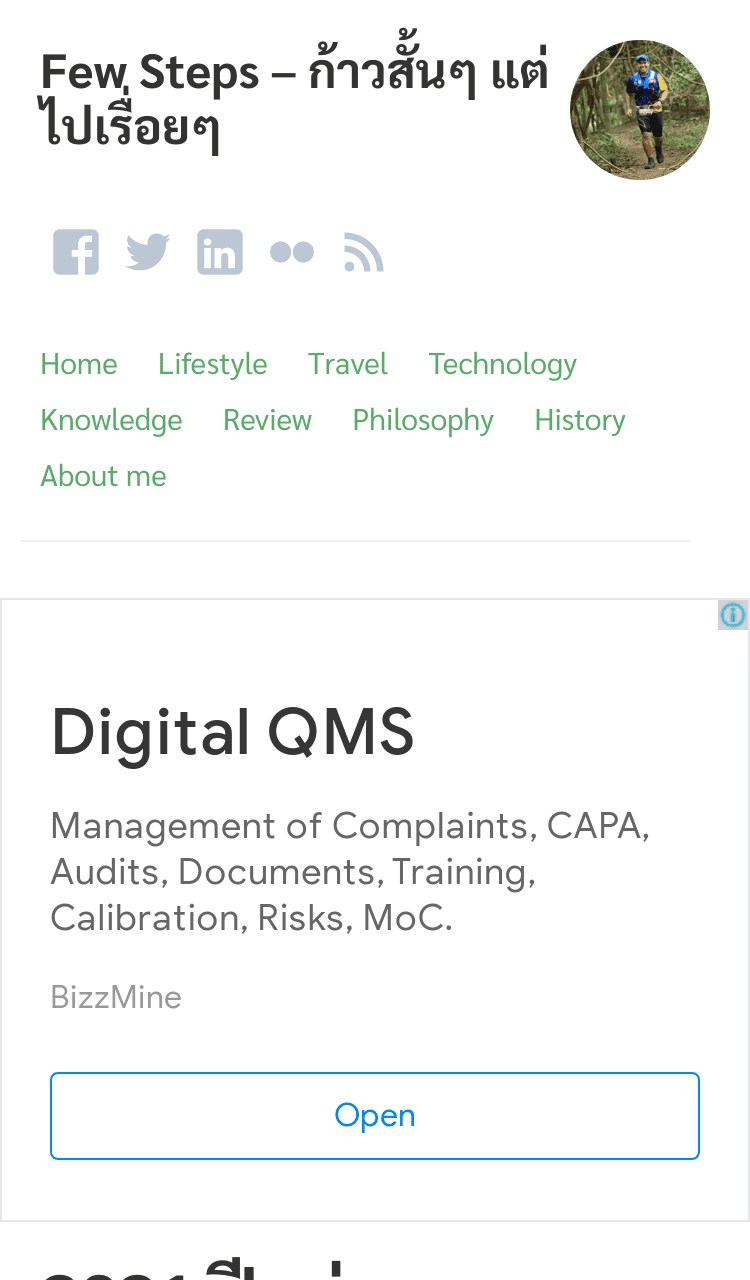 Few Steps – ก้าวสั้นๆ แต่
ไปเรื่อยๆ
Home Lifestyle Travel Technology
Knowledge Review Philosophy History
About me
Digital QMS
Management of Complaints, CAPA,
Audits, Documents, Training,
Calibration, Risks, MoC.
BizzMine
Open